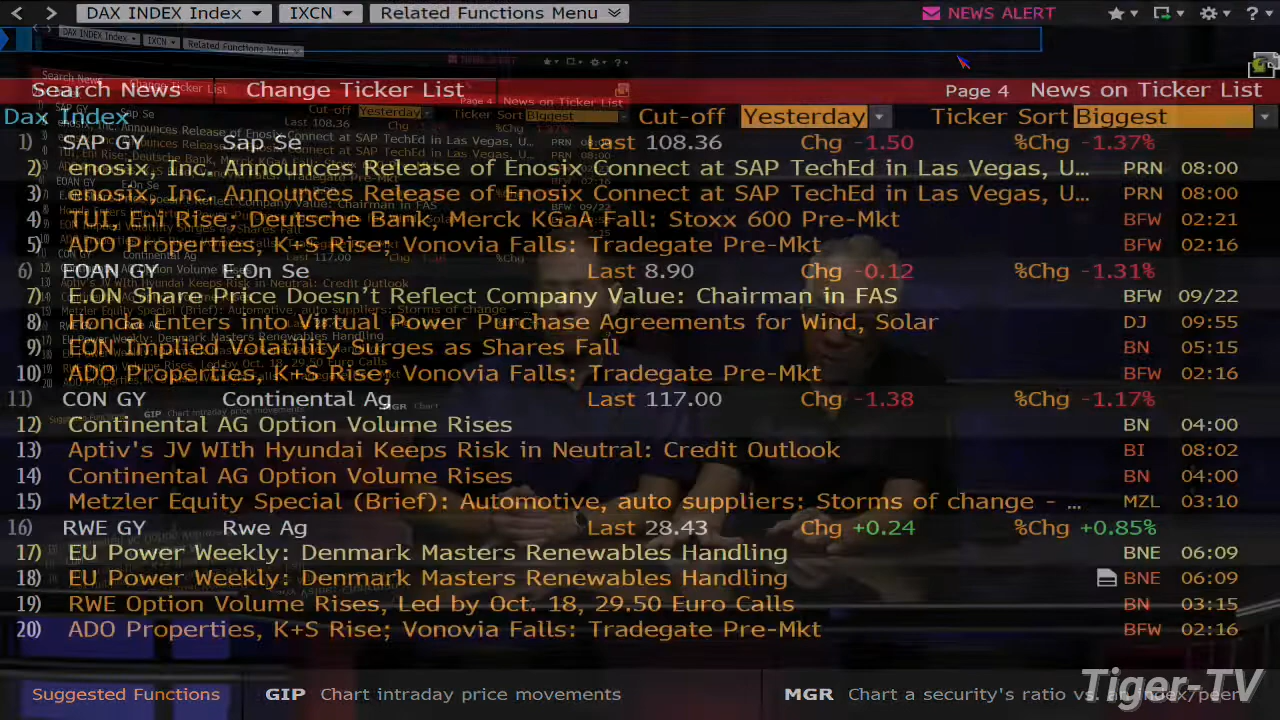 DAX INDEX Index IXCN Related Functions Menu NEWS ALERT ?
Search News Change Ticker List Page 4 News on Ticker List
Dax Index Cut-off Yesterday Ticker Sort Biggest
1) SAP GY Sap Se Last 108.36 Chg -1.50 %Chg -1.37%
2) enosix, Inc. Announces Release of Enosix Connect at SAP TechEd in Las Vegas, U... PRN 08:00
3) enosix, Inc. Announces Release of Enosix Connect at SAP TechEd in Las Vegas, U... PRN 08:00
4) TUI, Eni Rise; Deutsche Bank, Merck KGaA Fall: Stoxx 600 Pre-Mkt BFW 02:21
5) ADO Properties, K+S Rise; Vonovia Falls: Tradegate Pre-Mkt BFW 02:16
6) EOAN GY E.On Se Last 8.90 Chg -0.12 %Chg -1.31%
7) E.ON Share Price Doesn't Reflect Company Value: Chairman in FAS BFW 09/22
8) Honda Enters into Virtual Power Purchase Agreements for Wind, Solar DJ 09:55
9) EON Implied Volatility Surges as Shares Fall BN 05:15
10) ADO Properties, K+S Rise; Vonovia Falls: Tradegate Pre-Mkt BFW 02:16
11) CON GY Continental Ag Last 117.00 Chg -1.38 %Chg -1.17%
12) Continental AG Option Volume Rises BN 04:00
13) Aptiv's JV WIth Hyundai Keeps Risk in Neutral: Credit Outlook BI 08:02
14) Continental AG Option Volume Rises BN 04:00
15) Metzler Equity Special (Brief): Automotive, auto suppliers: Storms of change - ... MZL 03:10
16) RWE GY Rwe Ag Last 28.43 Chg +0.24 %Chg +0.85%
17) EU Power Weekly: Denmark Masters Renewables Handling BNE 06:09
18) EU Power Weekly: Denmark Masters Renewables Handling BNE 06:09
19) RWE Option Volume Rises, Led by Oct. 18, 29.50 Euro Calls BN 03:15
20) ADO Properties, K+S Rise; Vonovia Falls: Tradegate Pre-Mkt BFW 02:16
Suggested Functions GIP Chart intraday price movements MGR Chart a security's ratio vs. an index/peer
Tiger-TV